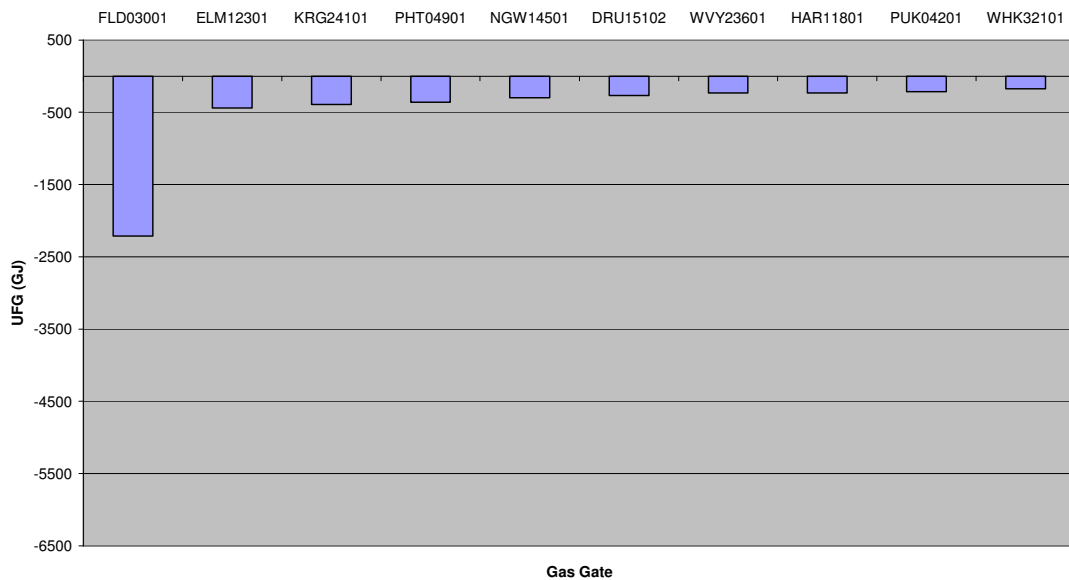 FLD03001 ELM12301 KRG24101 PHT04901 NGW14501 DRU15102 WVY23601 HAR11801 PUK04201 WHK32101
500
-500
-1500
-2500
-3500
-4500
-5500
-6500
UFG (GJ)
Gas Gate